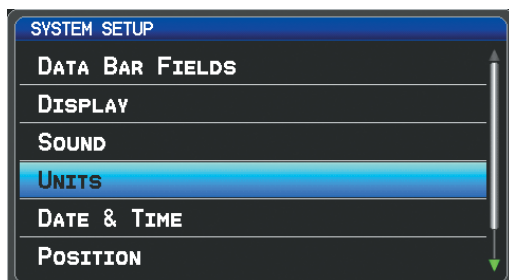 SYSTEM SETUP
DATA BAR FIELDS
DISPLAY
SOUND
UNITS
DATE & TIME
POSITION